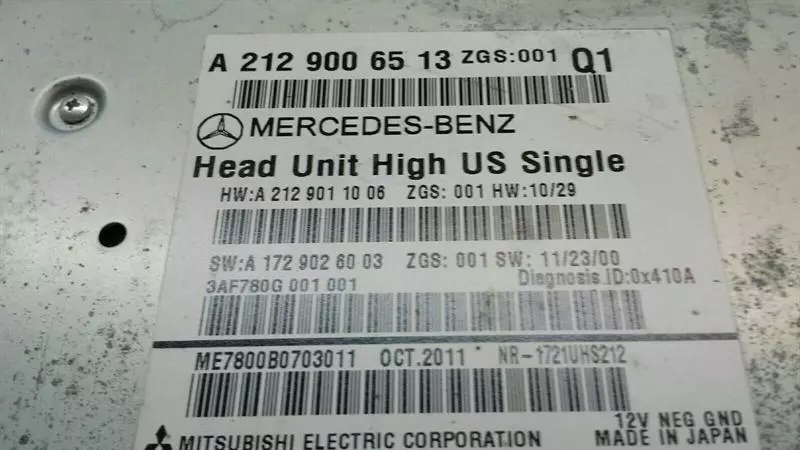 A 212 900 65 13 ZGS:001 Q1
MERCEDES-BENZ
Head Unit High US Single
HW:A 212 901 10 06 ZGS: 001 HW:10/29
SW:A 172 902 60 03 ZGS: 001 SW: 11/23/00
3AF780G 001 001 Diagnosis ID:0x410A
ME7800B0703011 OCT.2011 * NR-1721UHS212
12V NEG GND
MITSUBISHI ELECTRIC CORPORATION MADE IN JAPAN